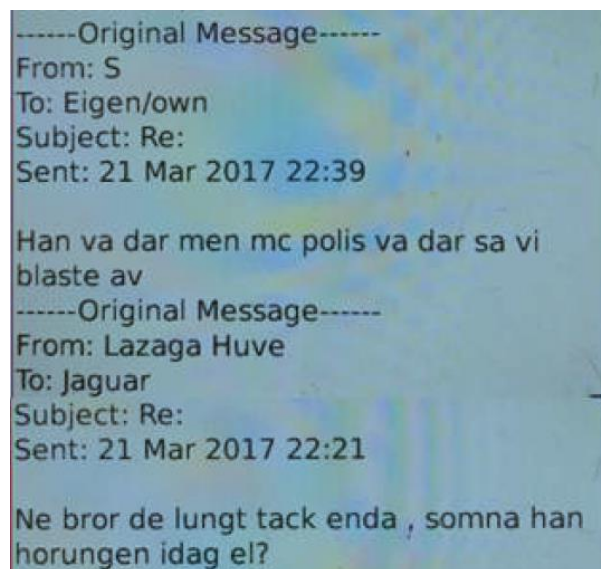 ------Original Message------
From: S
To: Eigen/own
Subject: Re:
Sent: 21 Mar 2017 22:39
Han va dar men mc polis va dar sa vi
blaste av
------Original Message------
From: Lazaga Huve
To: Jaguar
Subject: Re:
Sent: 21 Mar 2017 22:21
Ne bror de lungt tack enda , somna han
horungen idag el?